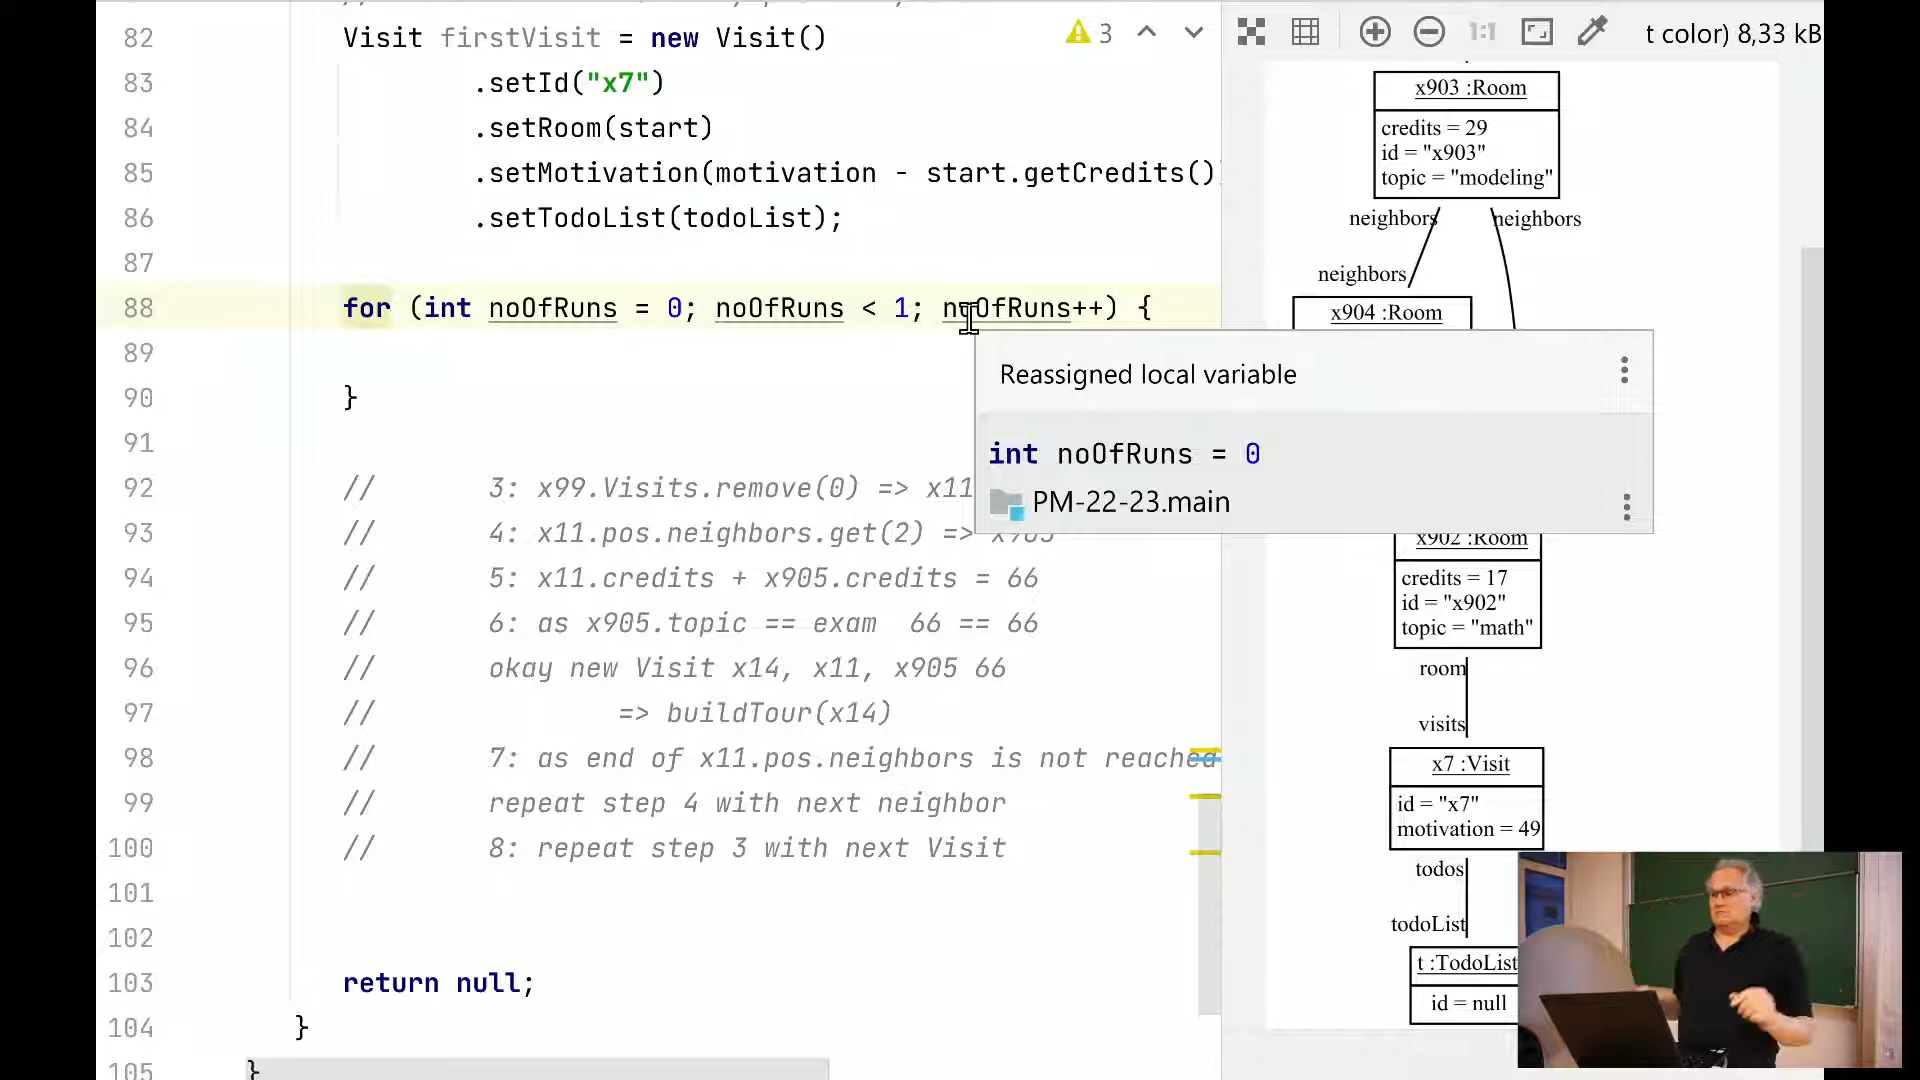 82 Visit firstVisit = new Visit()
83 .setId("x7")
84 .setRoom(start)
85 .setMotivation(motivation - start.getCredits()
86 .setTodoList(todoList);
87
88 for (int noOfRuns = 0; noOfRuns < 1; noOfRuns++) {
89
90 }
91
92 // 3: x99.Visits.remove(0) => x11
93 // 4: x11.pos.neighbors.get(2) => x905
94 // 5: x11.credits + x905.credits = 66
95 // 6: as x905.topic == exam 66 == 66
96 // okay new Visit x14, x11, x905 66
97 // => buildTour(x14)
98 // 7: as end of x11.pos.neighbors is not reached
99 // repeat step 4 with next neighbor
100 // 8: repeat step 3 with next Visit
101
102
103 return null;
104 }
105 }
3
Reassigned local variable
int noOfRuns = 0
PM-22-23.main
1:1
t color) 8,33 kB
x903 :Room
credits = 29
id = "x903"
topic = "modeling"
neighbors neighbors
neighbors
x904 :Room
x902 :Room
credits = 17
id = "x902"
topic = "math"
room
visits
x7 :Visit
id = "x7"
motivation = 49
todos
todoList
t :TodoList
id = null